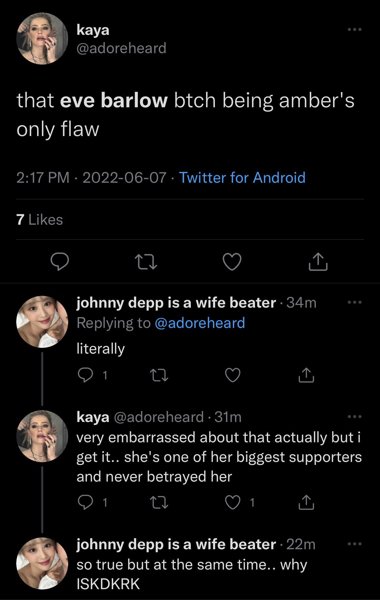 kaya
@adoreheard
that eve barlow btch being amber's
only flaw
2:17 PM · 2022-06-07 · Twitter for Android
7 Likes
johnny depp is a wife beater · 34m
Replying to @adoreheard
literally
1
kaya @adoreheard · 31m
very embarrassed about that actually but i
get it.. she's one of her biggest supporters
and never betrayed her
1 1
johnny depp is a wife beater · 22m
so true but at the same time.. why
ISKDKRK